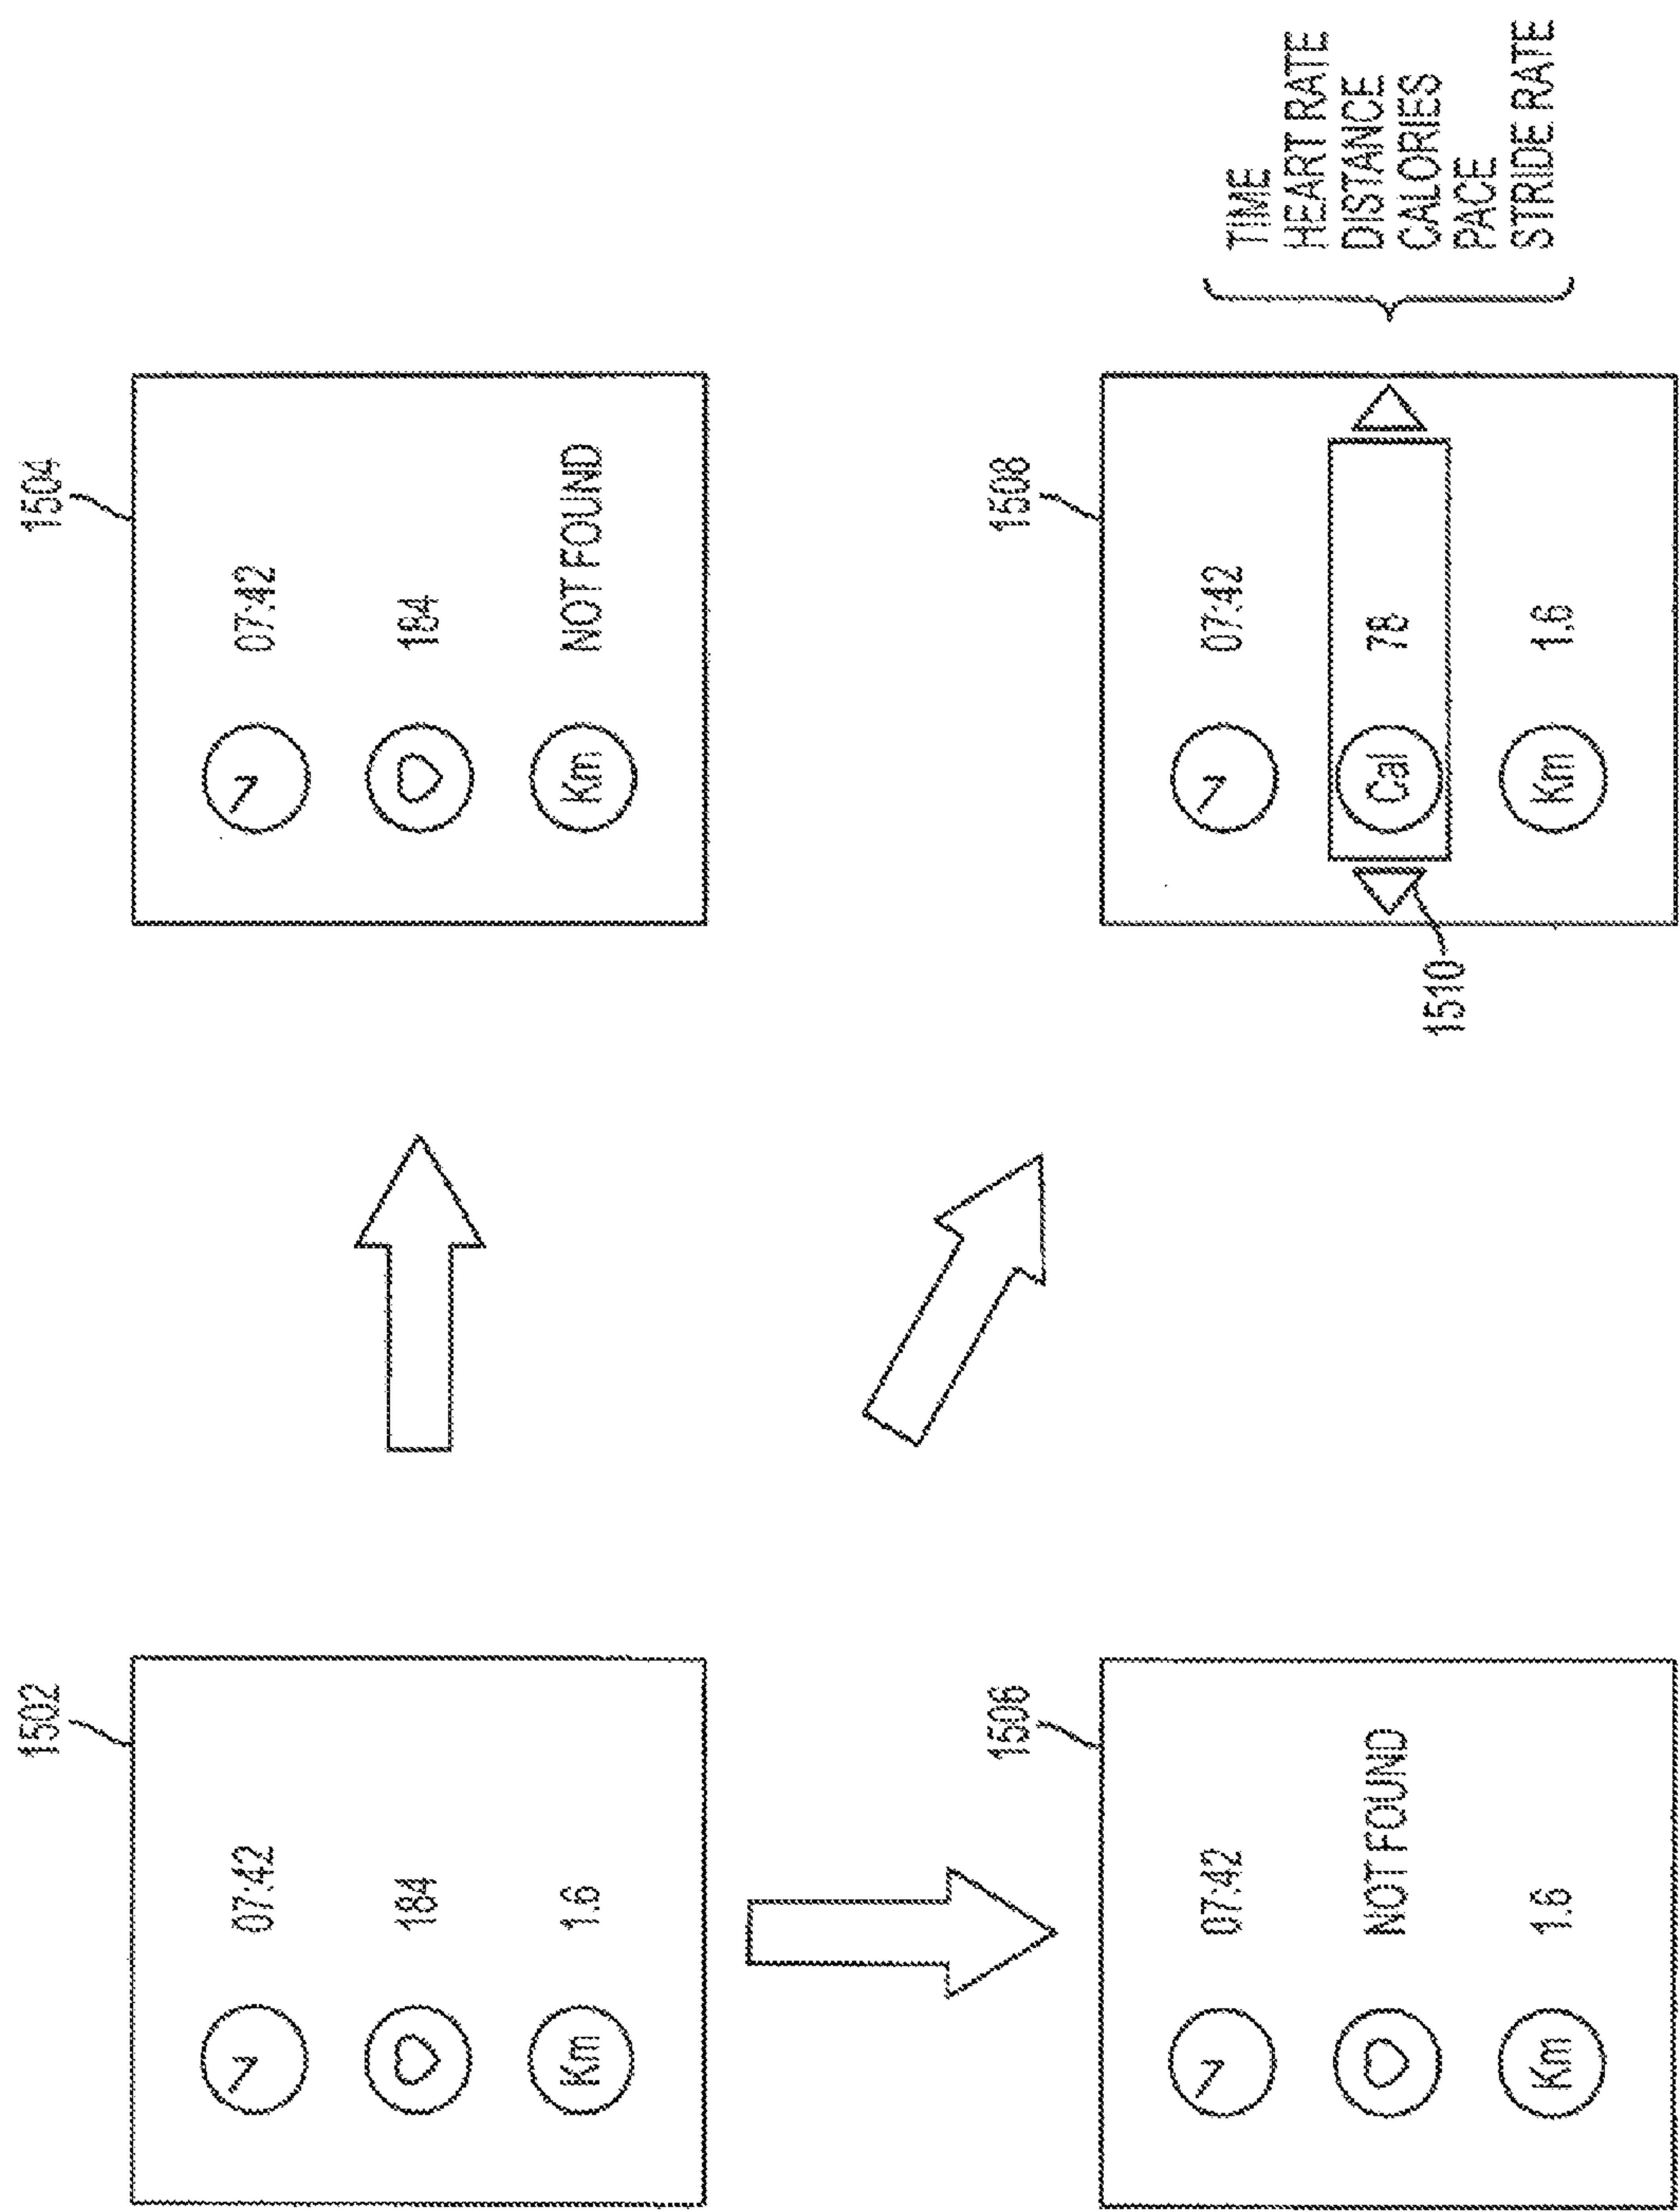 1502
07:42
184
Km 1.6
1504
07:42
184
Km NOT FOUND
1506
07:42
NOT FOUND
Km 1.6
1508
07:42
Cal 78
Km 1.6
1510
TIME
HEART RATE
DISTANCE
CALORIES
PACE
STRIDE RATE